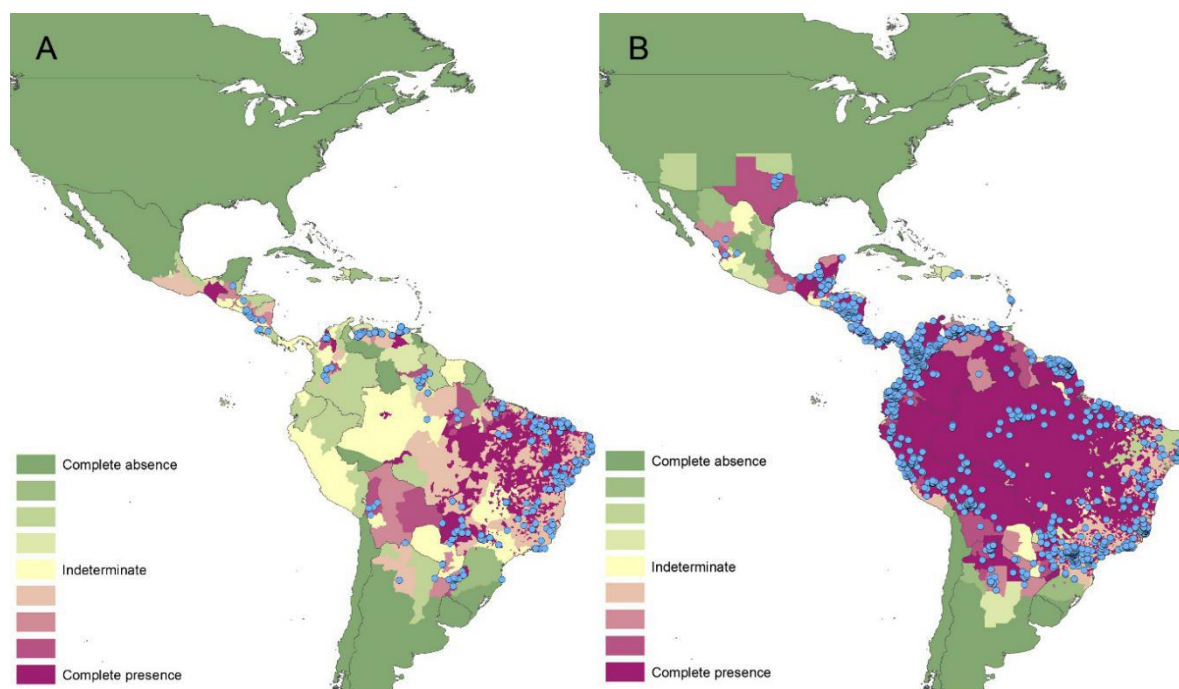 A
Complete absence
Indeterminate
Complete presence
B
Complete absence
Indeterminate
Complete presence